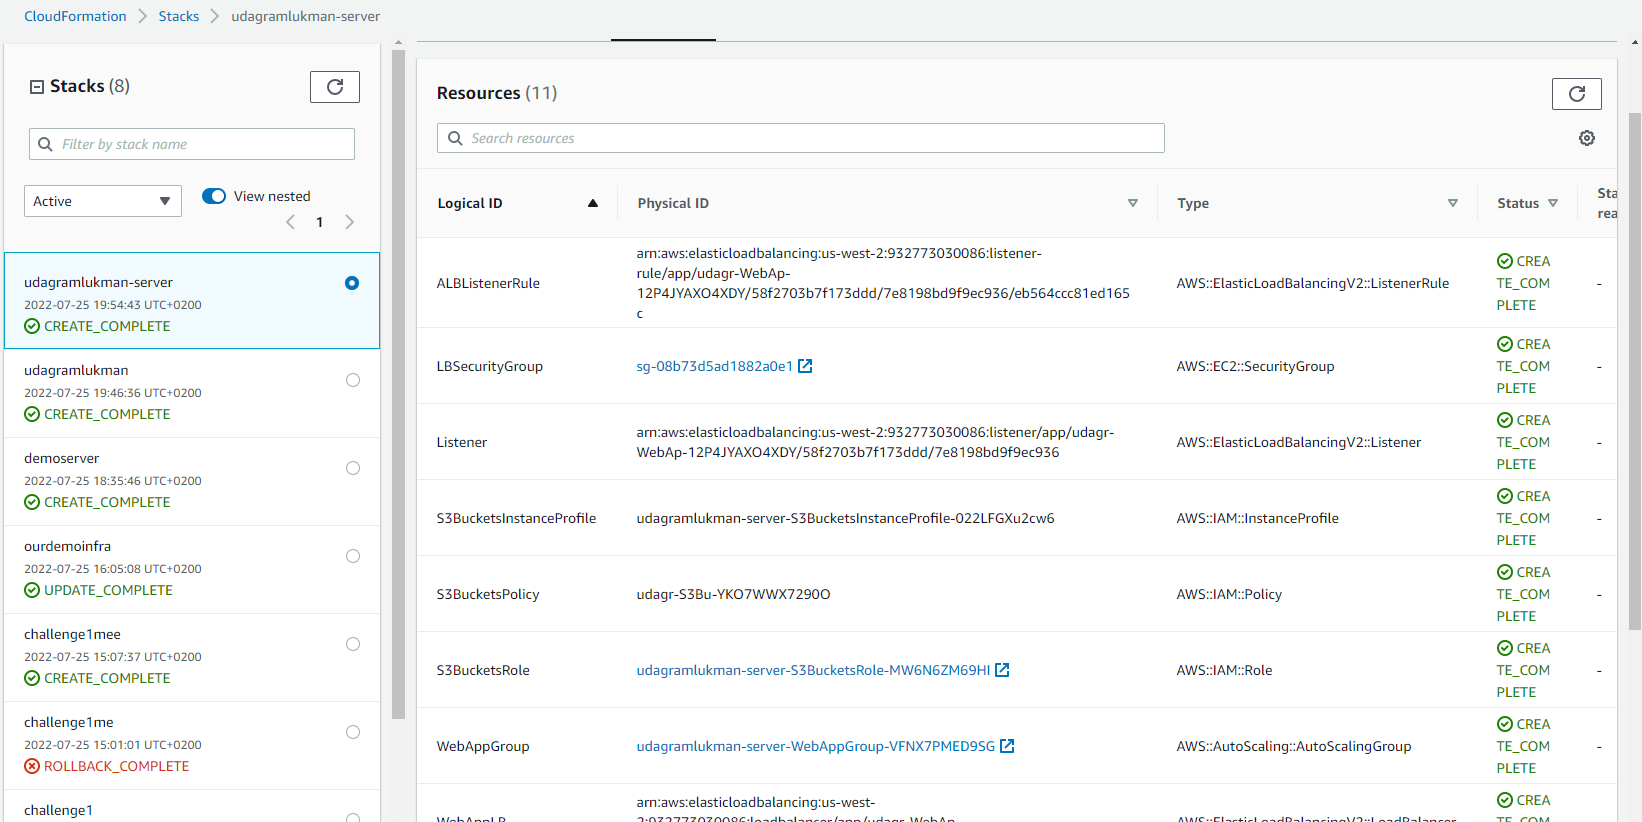 CloudFormation > Stacks > udagramlukman-server
Stacks (8)
Filter by stack name
Active
View nested
1
udagramlukman-server
2022-07-25 19:54:43 UTC+0200
CREATE_COMPLETE
udagramlukman
2022-07-25 19:46:36 UTC+0200
CREATE_COMPLETE
demoserver
2022-07-25 18:35:46 UTC+0200
CREATE_COMPLETE
ourdemoinfra
2022-07-25 16:05:08 UTC+0200
UPDATE_COMPLETE
challenge1mee
2022-07-25 15:07:37 UTC+0200
CREATE_COMPLETE
challenge1me
2022-07-25 15:01:01 UTC+0200
ROLLBACK_COMPLETE
challenge1
Resources (11)
Search resources
Logical ID
Physical ID
Type
Status
Sta
rea
ALBListenerRule
arn:aws:elasticloadbalancing:us-west-2:932773030086:listener-
rule/app/udagr-WebAp-
12P4JYAXO4XDY/58f2703b7f173ddd/7e8198bd9f9ec936/eb564ccc81ed165
c
AWS::ElasticLoadBalancingV2::ListenerRule
CREA
TE_COM
PLETE
-
LBSecurityGroup
sg-08b73d5ad1882a0e1
AWS::EC2::SecurityGroup
CREA
TE_COM
PLETE
-
Listener
arn:aws:elasticloadbalancing:us-west-2:932773030086:listener/app/udagr-
WebAp-12P4JYAXO4XDY/58f2703b7f173ddd/7e8198bd9f9ec936
AWS::ElasticLoadBalancingV2::Listener
CREA
TE_COM
PLETE
-
S3BucketsInstanceProfile
udagramlukman-server-S3BucketsInstanceProfile-022LFGXu2cw6
AWS::IAM::InstanceProfile
CREA
TE_COM
PLETE
-
S3BucketsPolicy
udagr-S3Bu-YKO7WWX7290O
AWS::IAM::Policy
CREA
TE_COM
PLETE
-
S3BucketsRole
udagramlukman-server-S3BucketsRole-MW6N6ZM69HI
AWS::IAM::Role
CREA
TE_COM
PLETE
-
WebAppGroup
udagramlukman-server-WebAppGroup-VFNX7PMED9SG
AWS::AutoScaling::AutoScalingGroup
CREA
TE_COM
PLETE
-
WebAppLB
arn:aws:elasticloadbalancing:us-west-
2:932773030086:loadbalancer/app/udagr-WebAp-
AWS::ElasticLoadBalancingV2::LoadBalancer
CREA
TE_COM